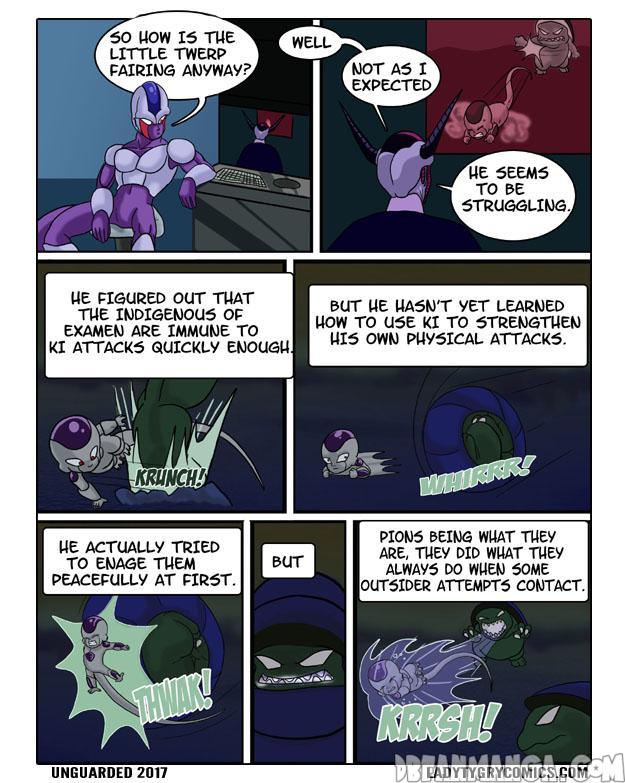 SO HOW IS THE
LITTLE TWERP
FAIRING ANYWAY?
WELL
NOT AS I
EXPECTED
HE SEEMS
TO BE
STRUGGLING.
HE FIGURED OUT THAT
THE INDIGENOUS OF
EXAMEN ARE IMMUNE TO
KI ATTACKS QUICKLY ENOUGH.
KRUNCH!
BUT HE HASN'T YET LEARNED
HOW TO USE KI TO STRENGTHEN
HIS OWN PHYSICAL ATTACKS.
WHIRRR!
HE ACTUALLY TRIED
TO ENAGE THEM
PEACEFULLY AT FIRST.
THWAK!
BUT
PIONS BEING WHAT THEY
ARE, THEY DID WHAT THEY
ALWAYS DO WHEN SOME
OUTSIDER ATTEMPTS CONTACT.
KRRSH!
UNGUARDED 2017
LADYTYGRYCOMICS.COM
DBFANMANGA.COM